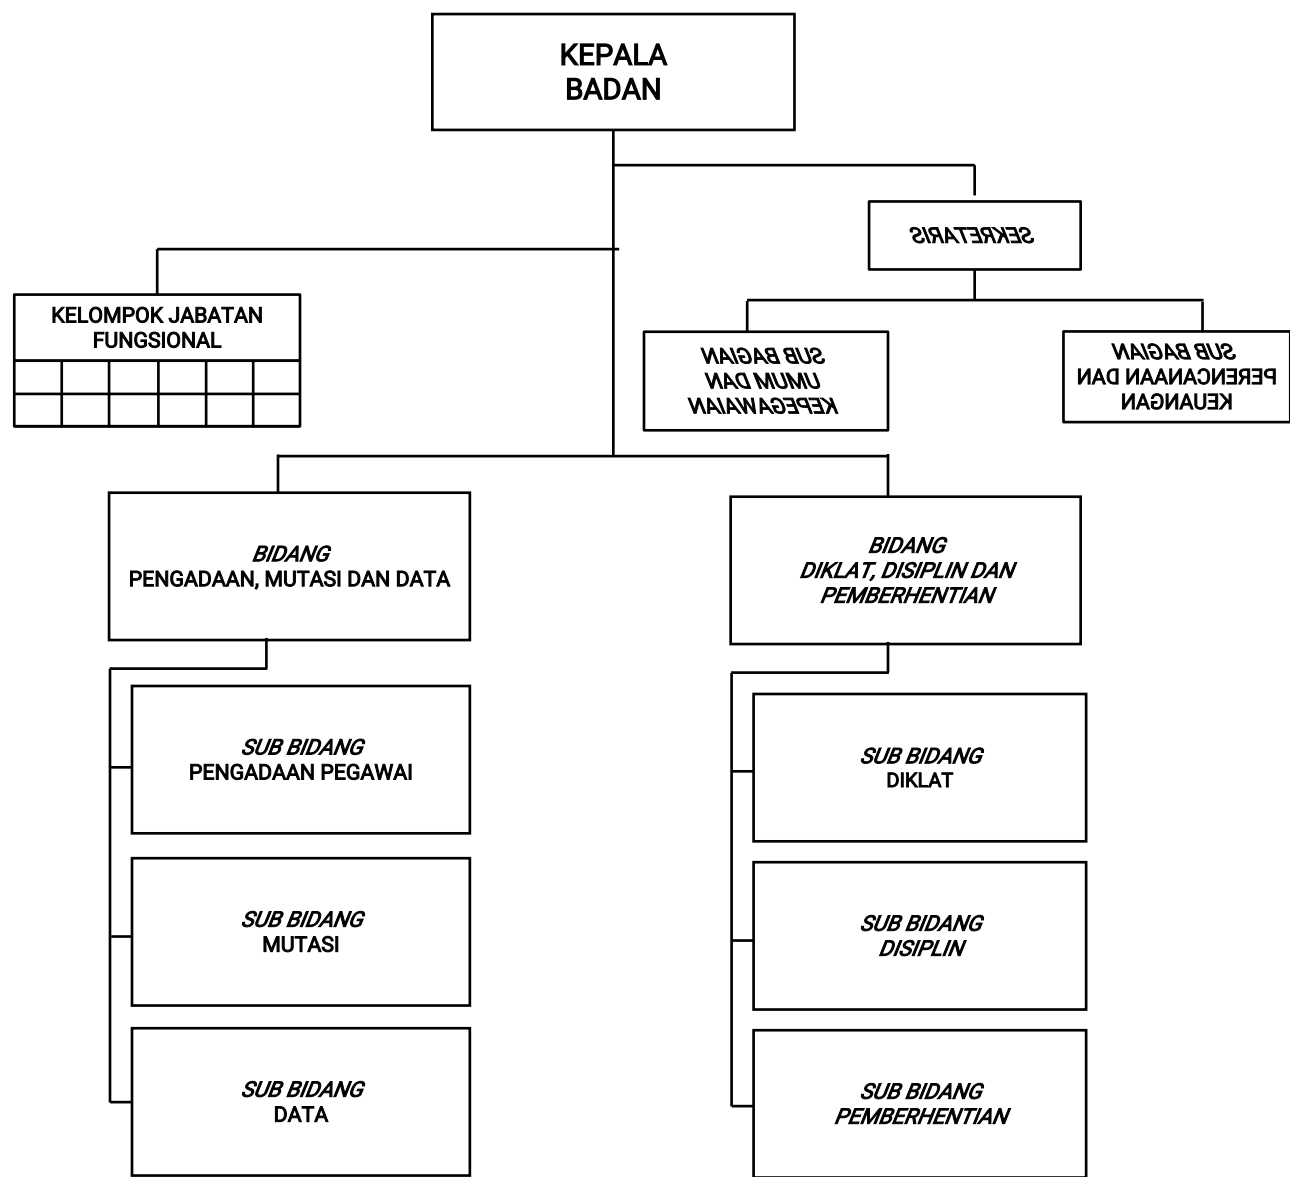 KEPALA
BADAN
SEKRETARIS
KELOMPOK JABATAN
FUNGSIONAL
SUB BAGIAN
UMUM DAN
KEPEGAWAIAN
SUB BAGIAN
PERENCANAAN DAN
KEUANGAN
BIDANG
PENGADAAN, MUTASI DAN DATA
BIDANG
DIKLAT, DISIPLIN DAN
PEMBERHENTIAN
SUB BIDANG
PENGADAAN PEGAWAI
SUB BIDANG
DIKLAT
SUB BIDANG
MUTASI
SUB BIDANG
DISIPLIN
SUB BIDANG
DATA
SUB BIDANG
PEMBERHENTIAN